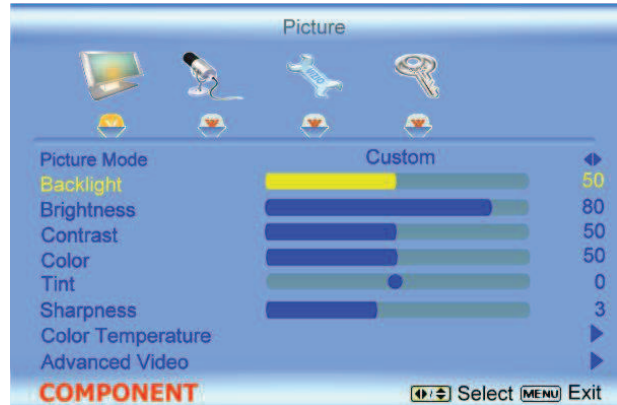 Picture
Picture Mode Custom
Backlight 50
Brightness 80
Contrast 50
Color 50
Tint 0
Sharpness 3
Color Temperature
Advanced Video
COMPONENT Select MENU Exit